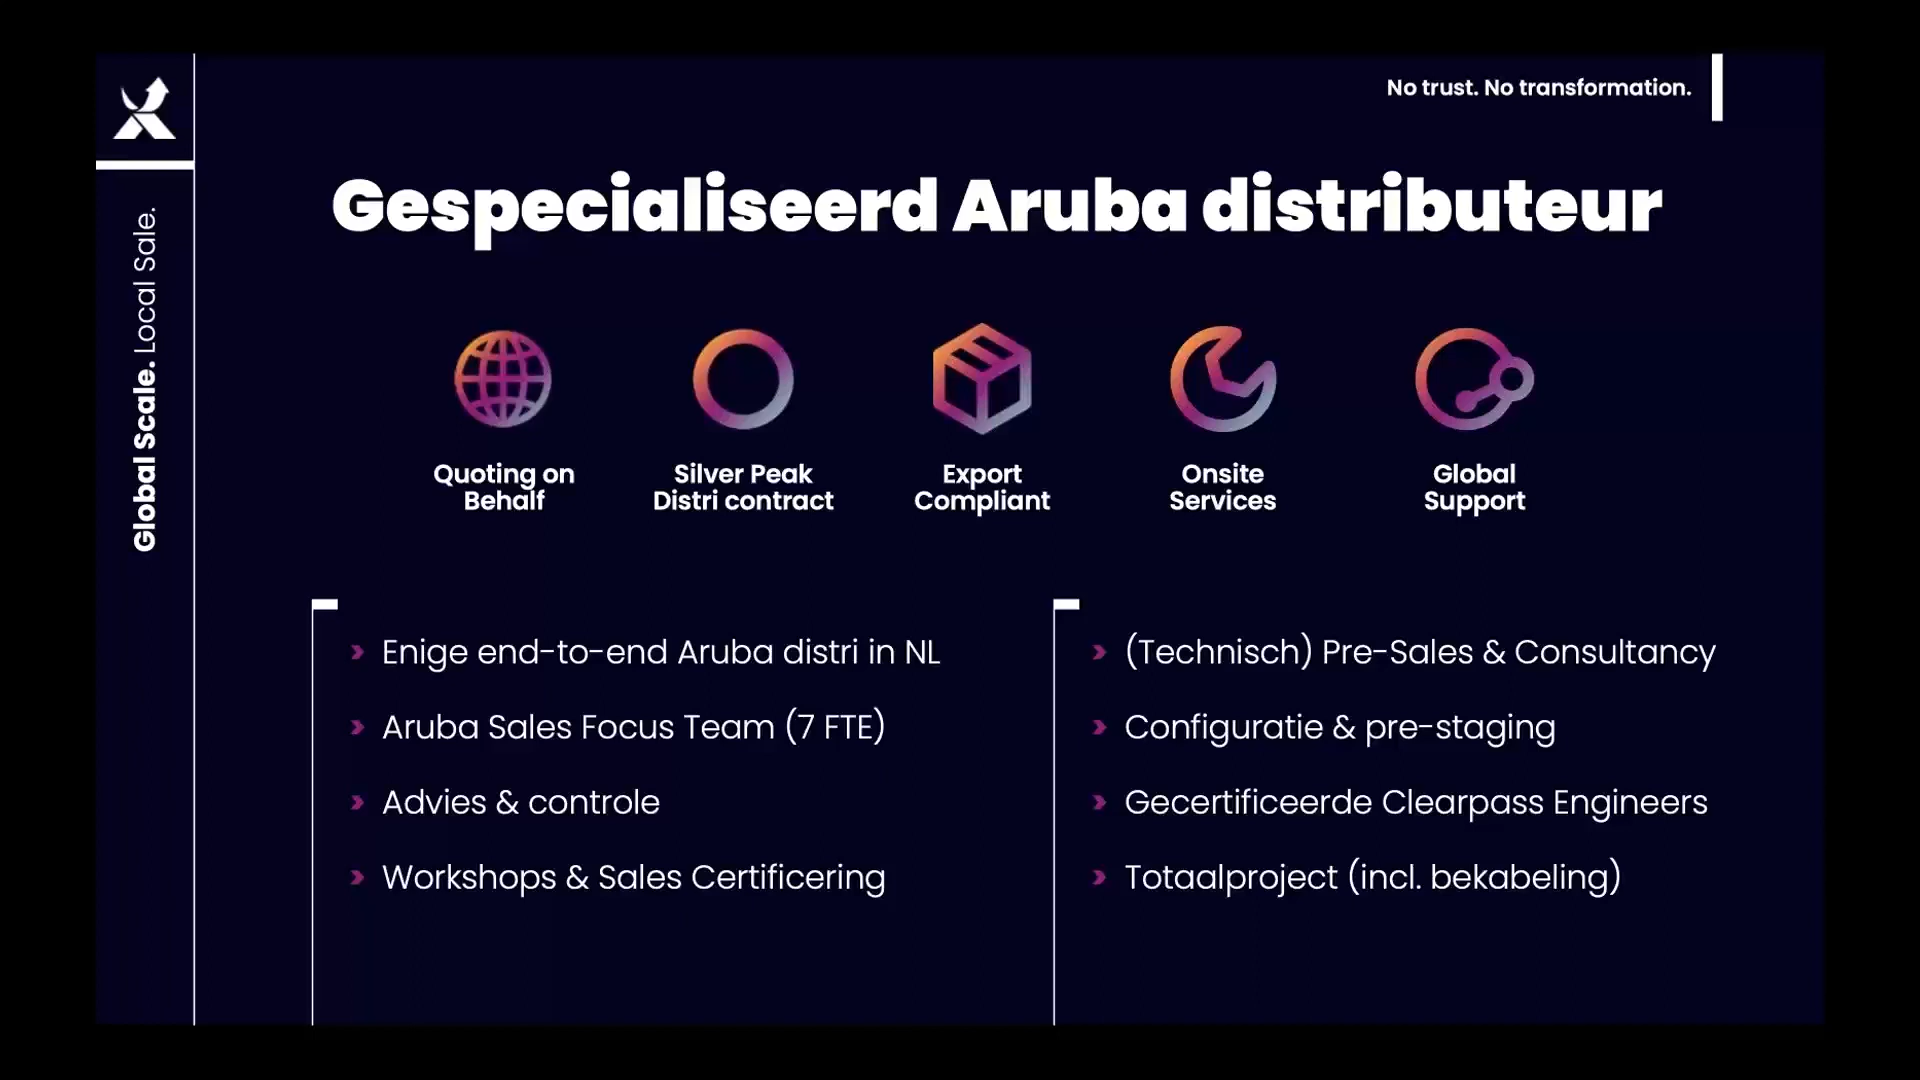 No trust. No transformation.
Global Scale. Local Sale.
Gespecialiseerd Aruba distributeur
Quoting on
Behalf
Silver Peak
Distri contract
Export
Compliant
Onsite
Services
Global
Support
Enige end-to-end Aruba distri in NL
Aruba Sales Focus Team (7 FTE)
Advies & controle
Workshops & Sales Certificering
(Technisch) Pre-Sales & Consultancy
Configuratie & pre-staging
Gecertificeerde Clearpass Engineers
Totaalproject (incl. bekabeling)